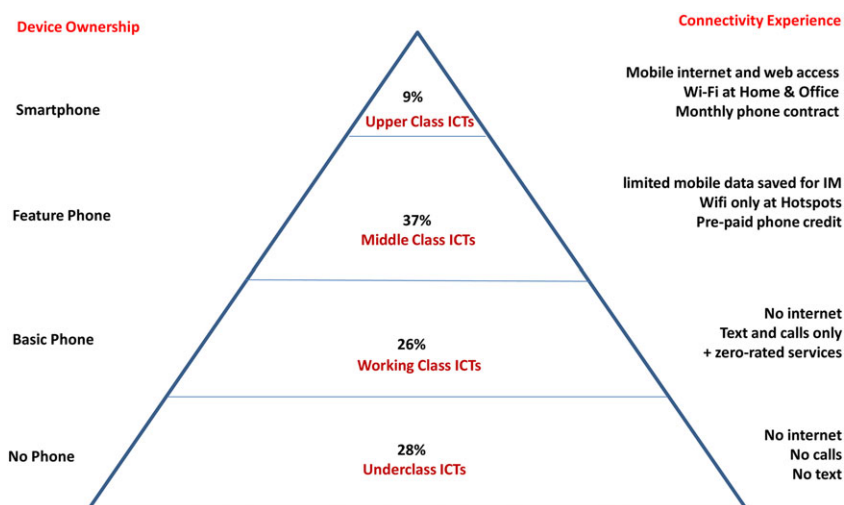 Device Ownership
Connectivity Experience
Smartphone
9%
Upper Class ICTs
Mobile internet and web access
Wi-Fi at Home & Office
Monthly phone contract
Feature Phone
37%
Middle Class ICTs
limited mobile data saved for IM
Wifi only at Hotspots
Pre-paid phone credit
Basic Phone
26%
Working Class ICTs
No internet
Text and calls only
+ zero-rated services
No Phone
28%
Underclass ICTs
No internet
No calls
No text